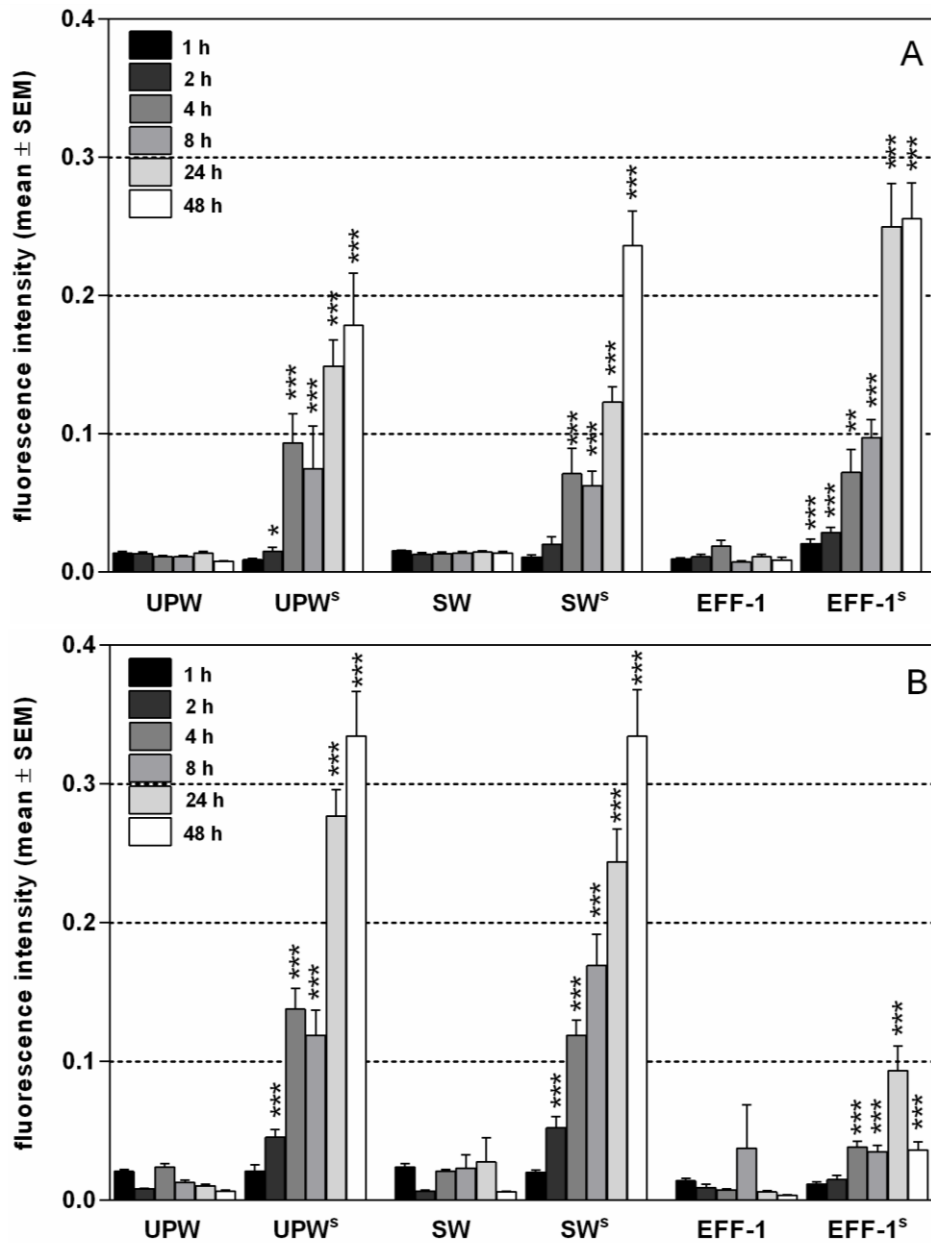 fluorescence intensity (mean ± SEM)
0.4
0.3
0.2
0.1
0.0
A
1 h
2 h
4 h
8 h
24 h
48 h
* *** *** *** ***
*** *** *** ***
*** *** ** *** *** ***
UPW UPWˢ SW SWˢ EFF-1 EFF-1ˢ
fluorescence intensity (mean ± SEM)
0.4
0.3
0.2
0.1
0.0
B
1 h
2 h
4 h
8 h
24 h
48 h
*** *** *** *** ***
*** *** *** *** ***
*** *** *** ***
UPW UPWˢ SW SWˢ EFF-1 EFF-1ˢ